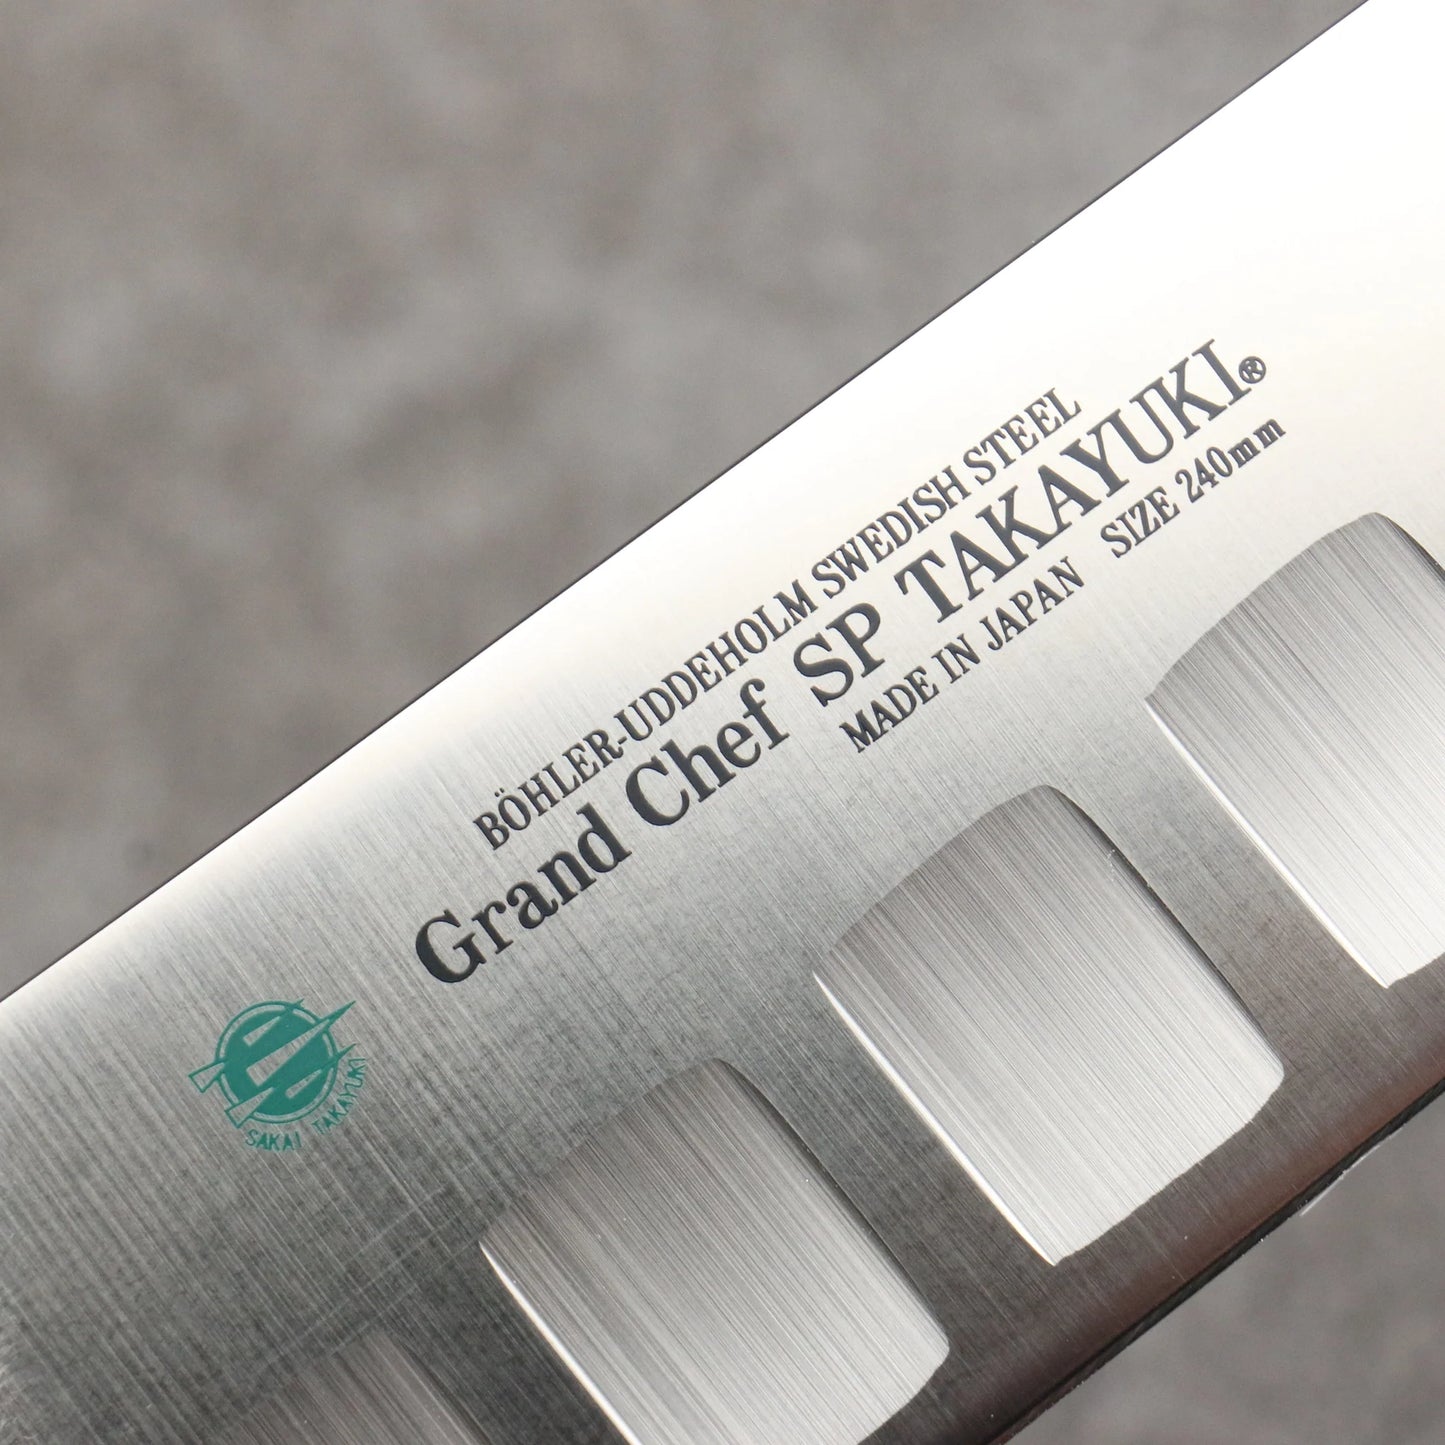 BÖHLER-UDDEHOLM SWEDISH STEEL
Grand Chef SP TAKAYUKI®
MADE IN JAPAN SIZE 240mm
SAKAI TAKAYUKI